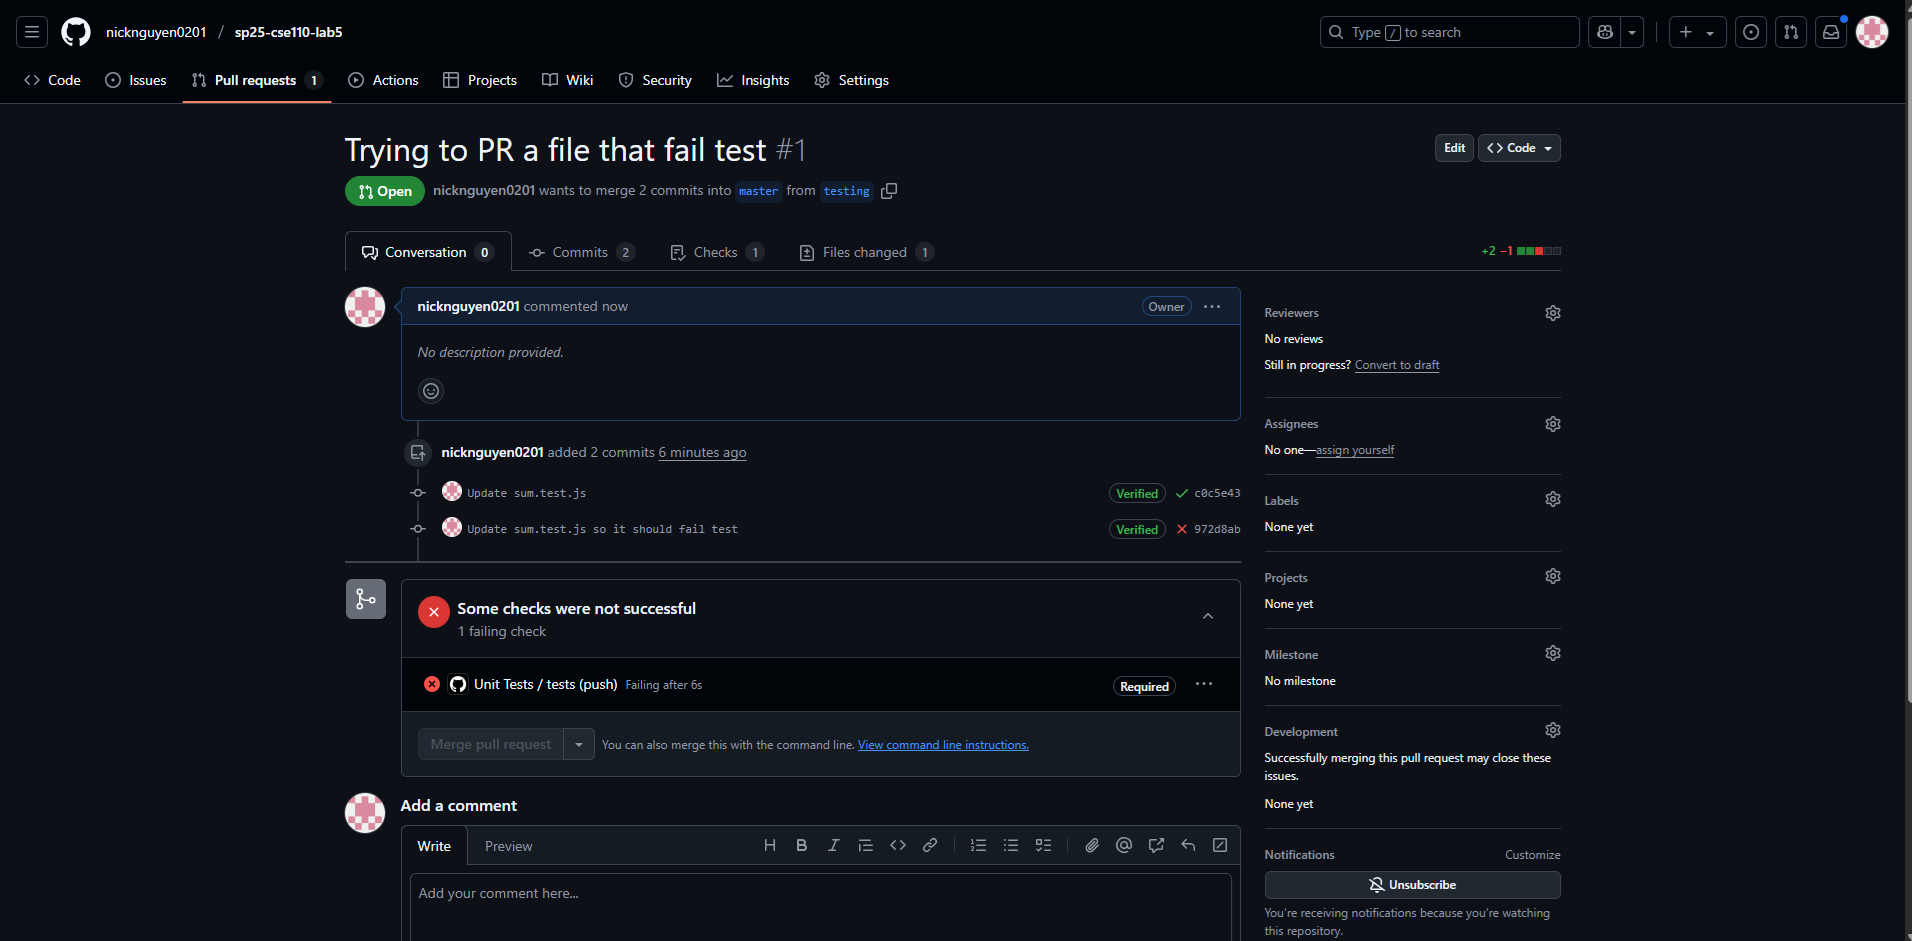 nicknguyen0201 / sp25-cse110-lab5
Type / to search
Code
Issues
Pull requests 1
Actions
Projects
Wiki
Security
Insights
Settings
Trying to PR a file that fail test #1
Edit
Code
Open
nicknguyen0201 wants to merge 2 commits into master from testing
Conversation 0
Commits 2
Checks 1
Files changed 1
+2 −1
nicknguyen0201 commented now
Owner
No description provided.
nicknguyen0201 added 2 commits 6 minutes ago
Update sum.test.js
Verified
c0c5e43
Update sum.test.js so it should fail test
Verified
972d8ab
Some checks were not successful
1 failing check
Unit Tests / tests (push) Failing after 6s
Required
Merge pull request
You can also merge this with the command line. View command line instructions.
Add a comment
Write
Preview
Add your comment here...
Reviewers
No reviews
Still in progress? Convert to draft
Assignees
No one—assign yourself
Labels
None yet
Projects
None yet
Milestone
No milestone
Development
Successfully merging this pull request may close these
issues.
None yet
Notifications
Customize
Unsubscribe
You're receiving notifications because you're watching
this repository.